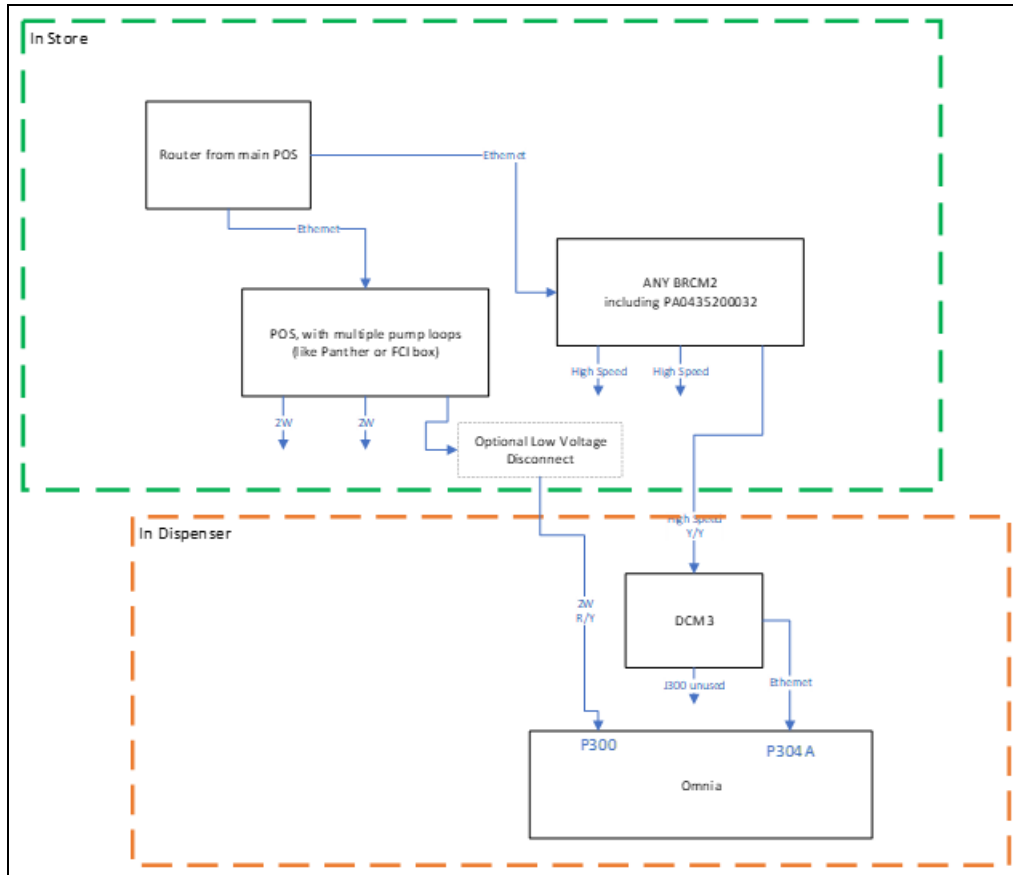 In Store
Router from main POS
Ethernet
Ethernet
ANY BRCM2
including PA0435200032
POS, with multiple pump loops
(like Panther or FCI box)
High Speed
High Speed
2W
2W
Optional Low Voltage
Disconnect
High Speed
Y/Y
In Dispenser
2W
R/Y
DCM3
J300 unused
Ethernet
P300
P304A
Omnia